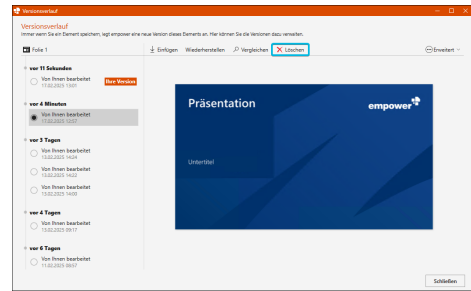 Versionsverlauf
Versionsverlauf
Immer wenn Sie ein Element speichern, legt empower eine neue Version dieses Elements an. Hier können Sie die Versionen dazu verwalten.
Folie 1
Einfügen Wiederherstellen Vergleichen Löschen Erweitert
vor 11 Sekunden
Von Ihnen bearbeitet
17.02.2025 13:01
Ihre Version
vor 4 Minuten
Von Ihnen bearbeitet
17.02.2025 12:57
vor 3 Tagen
Von Ihnen bearbeitet
13.02.2025 14:24
Von Ihnen bearbeitet
13.02.2025 14:22
Von Ihnen bearbeitet
13.02.2025 14:00
vor 4 Tagen
Von Ihnen bearbeitet
13.02.2025 09:17
vor 6 Tagen
Von Ihnen bearbeitet
11.02.2025 08:57
Präsentation
empower
Untertitel
Schließen